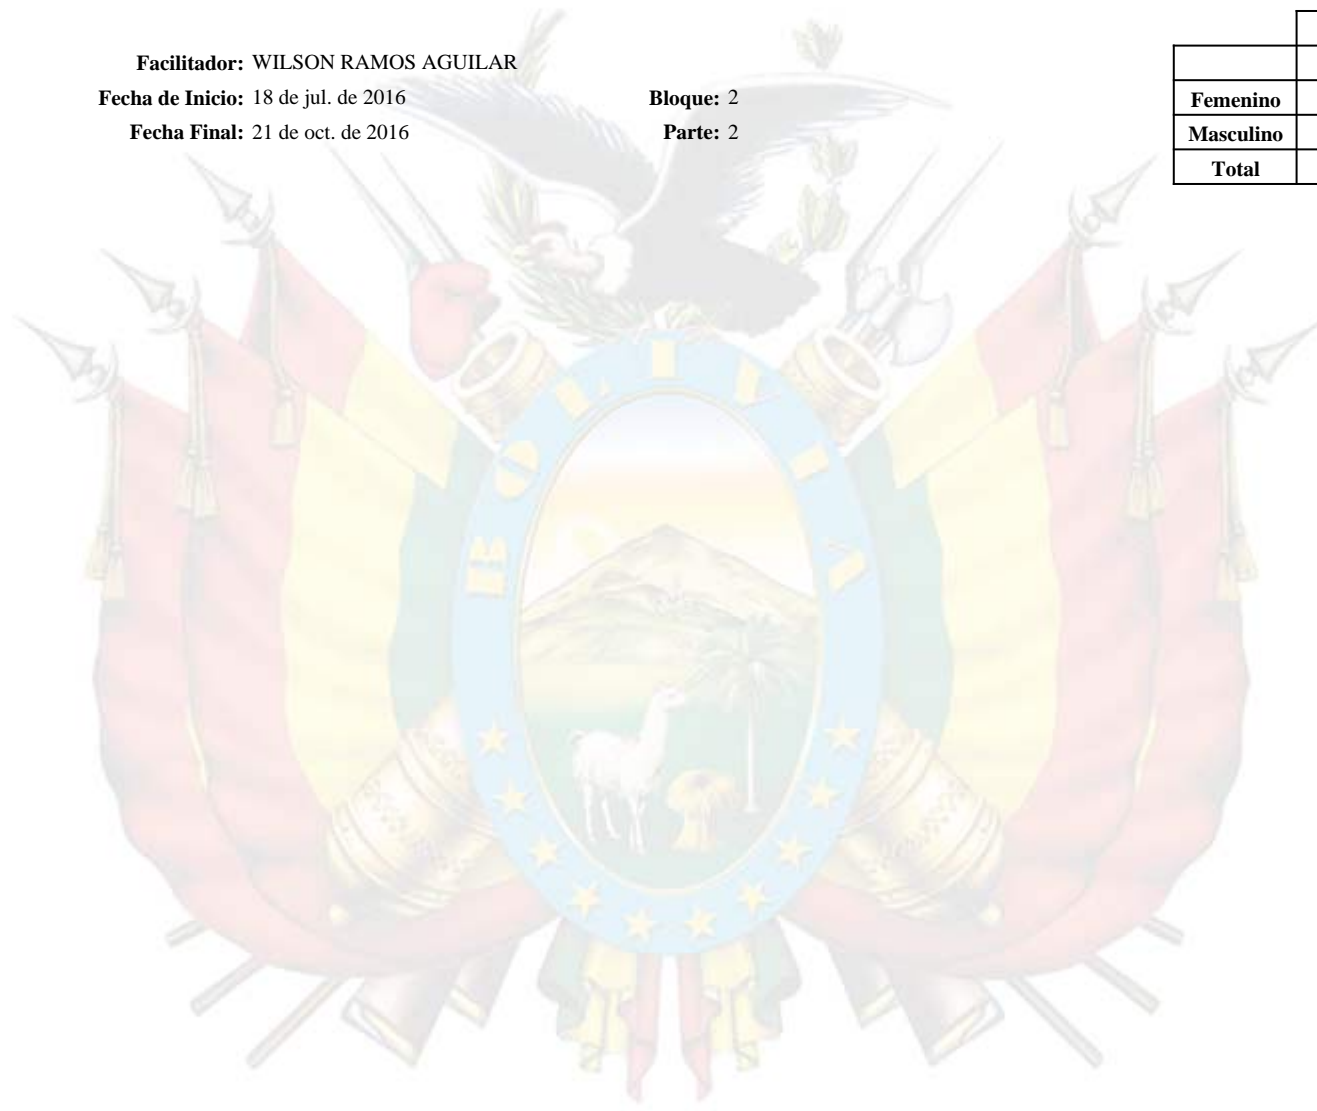 Facilitador: WILSON RAMOS AGUILAR
Fecha de Inicio: 18 de jul. de 2016 Bloque: 2
Fecha Final: 21 de oct. de 2016 Parte: 2
Femenino
Masculino
Total
BOLIVIA